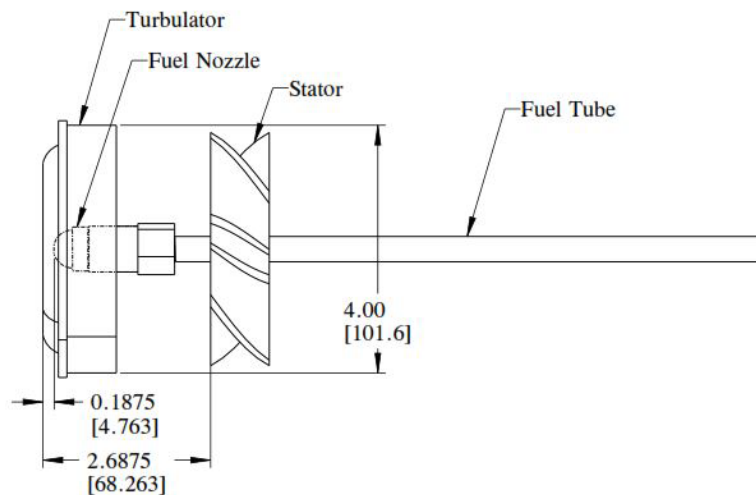 Turbulator
Fuel Nozzle
Stator
Fuel Tube
4.00
[101.6]
0.1875
[4.763]
2.6875
[68.263]